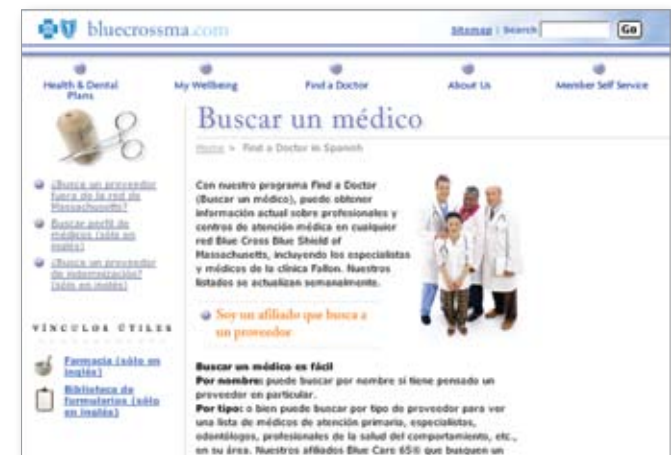 bluecrossma.com
Sitemap | Search
Go
Health & Dental
Plans
My Wellbeing
Find a Doctor
About Us
Member Self Service
Buscar un médico
Home > Find a Doctor in Spanish
¿Busca un proveedor
fuera de la red de
Massachusetts?
Buscar perfil de
médicos (sólo en
inglés)
¿Busca un proveedor
de indemnización?
(sólo en inglés)
VÍNCULOS ÚTILES
Farmacia (sólo en
inglés)
Biblioteca de
formularios (sólo
en inglés)
Con nuestro programa Find a Doctor
(Buscar un médico), puede obtener
información actual sobre profesionales y
centros de atención médica en cualquier
red Blue Cross Blue Shield of
Massachusetts, incluyendo los especialistas
y médicos de la clínica Fallon. Nuestros
listados se actualizan semanalmente.
Soy un afiliado que busca a
un proveedor
Buscar un médico es fácil
Por nombre: puede buscar por nombre si tiene pensado un
proveedor en particular.
Por tipo: o bien puede buscar por tipo de proveedor para ver
una lista de médicos de atención primaria, especialistas,
odontólogos, profesionales de la salud del comportamiento, etc.,
en su área. Nuestros afiliados Blue Care 65® que busquen un